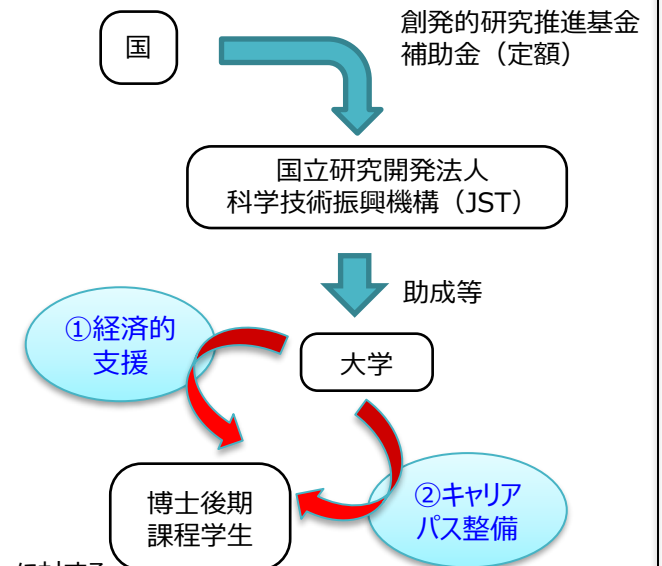 国
創発的研究推進基金
補助金（定額）
国立研究開発法人
科学技術振興機構（JST）
助成等
①経済的
支援
大学
博士後期
課程学生
②キャリア
パス整備